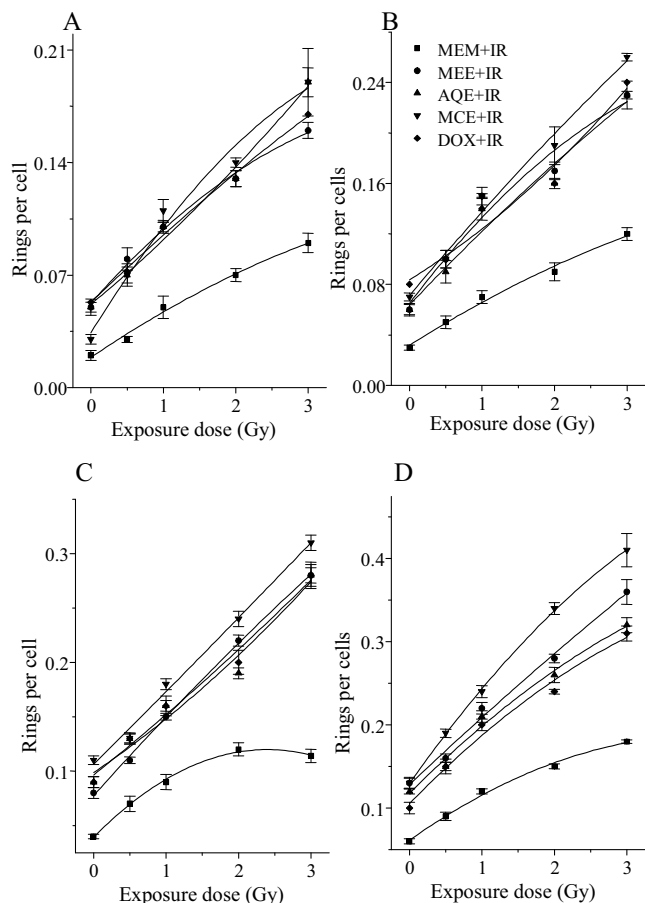 A
Rings per cell
0.21
0.14
0.07
0.00
0 1 2 3
Exposure dose (Gy)
B
MEM+IR
MEE+IR
AQE+IR
MCE+IR
DOX+IR
Rings per cells
0.24
0.16
0.08
0.00
0 1 2 3
Exposure dose (Gy)
C
Rings per cell
0.3
0.2
0.1
0 1 2 3
Exposure dose (Gy)
D
Rings per cells
0.4
0.3
0.2
0.1
0 1 2 3
Exposure dose (Gy)